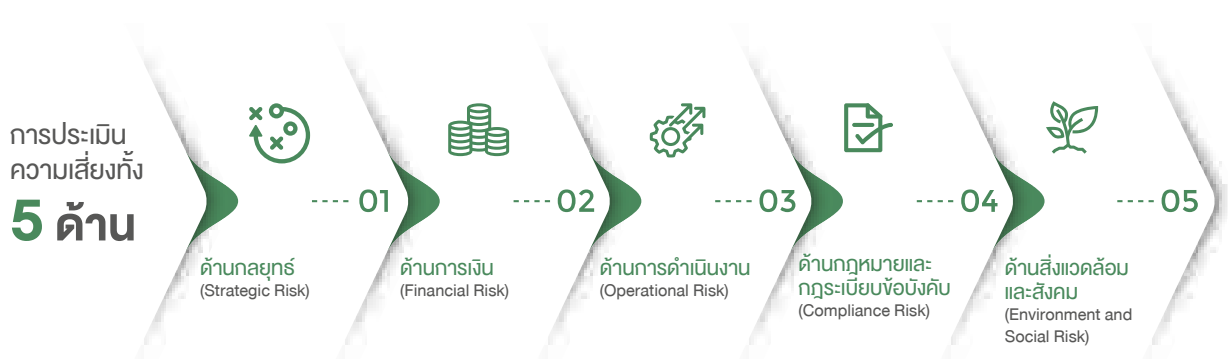 การประเมิน
ความเสี่ยงทั้ง
5 ด้าน
01
ด้านกลยุทธ์
(Strategic Risk)
02
ด้านการเงิน
(Financial Risk)
03
ด้านการดำเนินงาน
(Operational Risk)
04
ด้านกฎหมายและ
กฎระเบียบข้อบังคับ
(Compliance Risk)
05
ด้านสิ่งแวดล้อม
และสังคม
(Environment and
Social Risk)